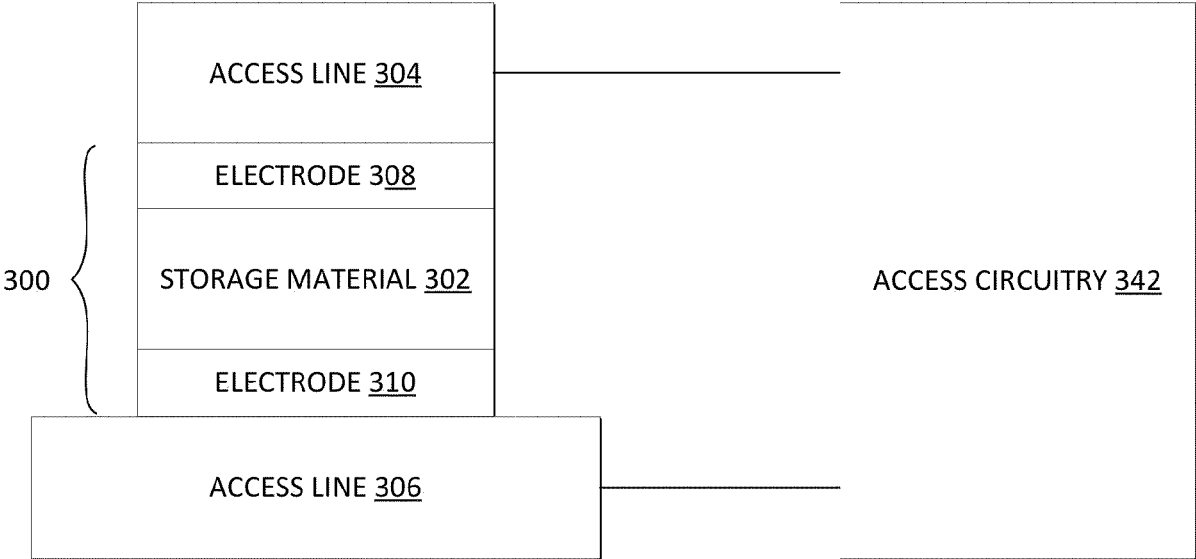 ACCESS LINE 304
ELECTRODE 308
300
STORAGE MATERIAL 302
ACCESS CIRCUITRY 342
ELECTRODE 310
ACCESS LINE 306